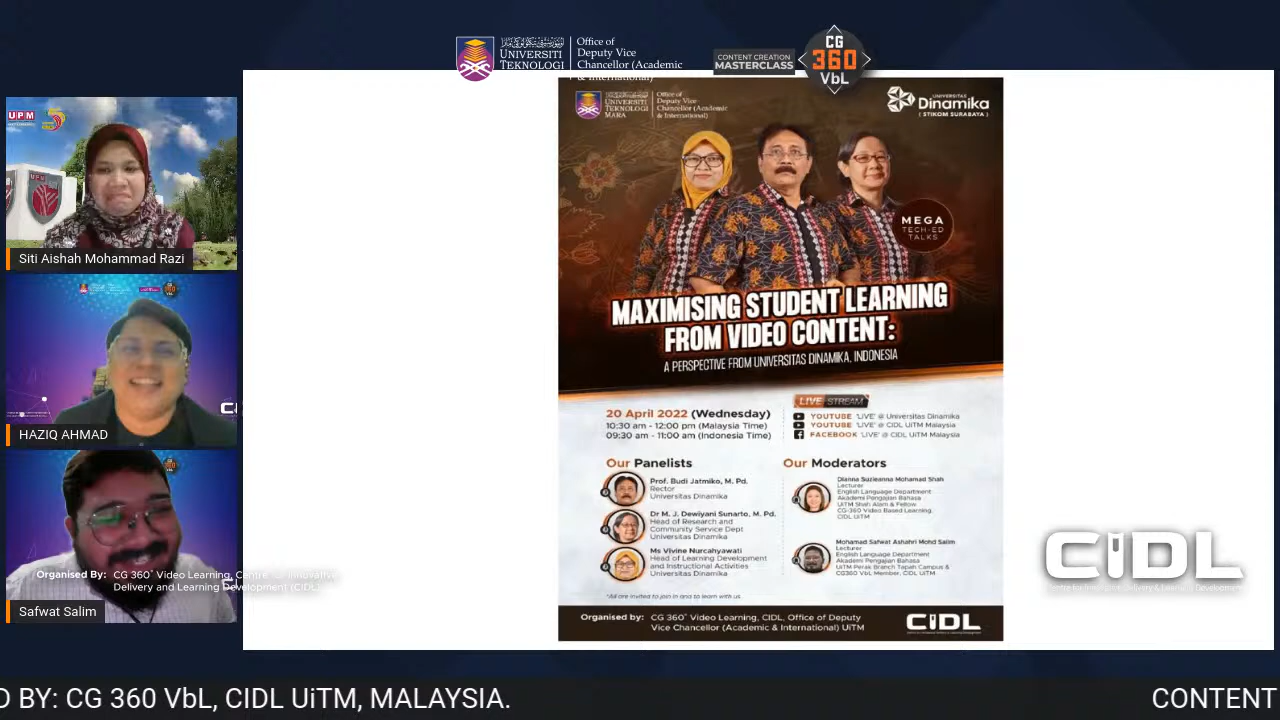 UNIVERSITI
TEKNOLOGI
Office of
Deputy Vice
Chancellor (Academic
& International)
CONTENT CREATION
MASTERCLASS
CG
360
VbL
UPM
Siti Aishah Mohammad Razi
HAZIQ AHMAD
Organised By: CG 360° Video Learning, Centre for Innovative
Delivery and Learning Development (CIDL)
Safwat Salim
UNIVERSITI
TEKNOLOGI
MARA
Office of
Deputy Vice
Chancellor (Academic
& International)
UNIVERSITAS
Dinamika
( STIKOM SURABAYA )
MEGA
TECH-ED
TALKS
MAXIMISING STUDENT LEARNING
FROM VIDEO CONTENT:
A PERSPECTIVE FROM UNIVERSITAS DINAMIKA, INDONESIA
20 April 2022 (Wednesday)
10:30 am - 12:00 pm (Malaysia Time)
09:30 am - 11:00 am (Indonesia Time)
LIVE STREAM
YOUTUBE 'LIVE' @ Universitas Dinamika
YOUTUBE 'LIVE' @ CIDL UiTM Malaysia
FACEBOOK 'LIVE' @ CIDL UiTM Malaysia
Our Panelists
Prof. Budi Jatmiko, M. Pd.
Rector
Universitas Dinamika
Dr M. J. Dewiyani Sunarto, M. Pd.
Head of Research and
Community Service Dept
Universitas Dinamika
Ms Vivine Nurcahyawati
Head of Learning Development
and Instructional Activities
Universitas Dinamika
Our Moderators
Dianna Suzieanna Mohamad Shah
Lecturer
English Language Department
Akademi Pengajian Bahasa
UiTM Shah Alam & Fellow
CG-360 Video Based Learning,
CIDL UiTM
Mohamad Safwat Ashahri Mohd Salim
Lecturer
English Language Department
Akademi Pengajian Bahasa
UiTM Perak Branch Tapah Campus &
CG360 VbL Member, CIDL UiTM
*All are invited to join in and to learn with us
Organised by: CG 360° Video Learning, CIDL, Office of Deputy
Vice Chancellor (Academic & International) UiTM
CIDL
CIDL
D BY: CG 360 VbL, CIDL UiTM, MALAYSIA.
CONTENT